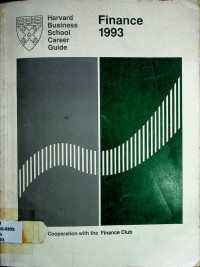 Harvard
Business
School
Career
Guide
Finance
1993
Cooperation with the Finance Club